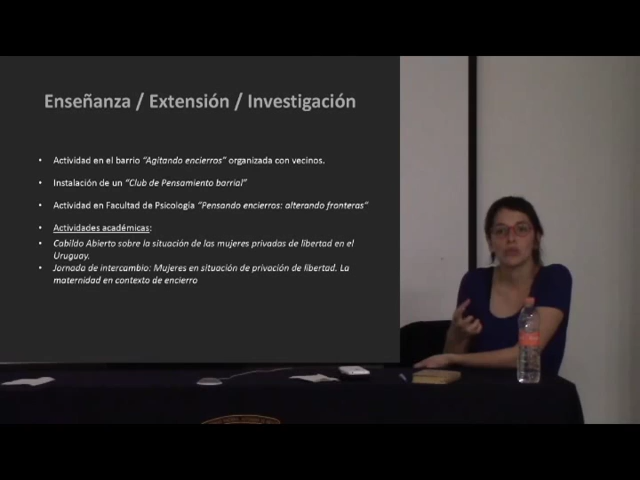 Enseñanza / Extensión / Investigación
• Actividad en el barrio “Agitando encierros” organizada con vecinos.
• Instalación de un “Club de Pensamiento barrial”
• Actividad en Facultad de Psicología “Pensando encierros: alterando fronteras”
• Actividades académicas:
• Cabildo Abierto sobre la situación de las mujeres privadas de libertad en el
Uruguay.
• Jornada de intercambio: Mujeres en situación de privación de libertad. La
maternidad en contexto de encierro